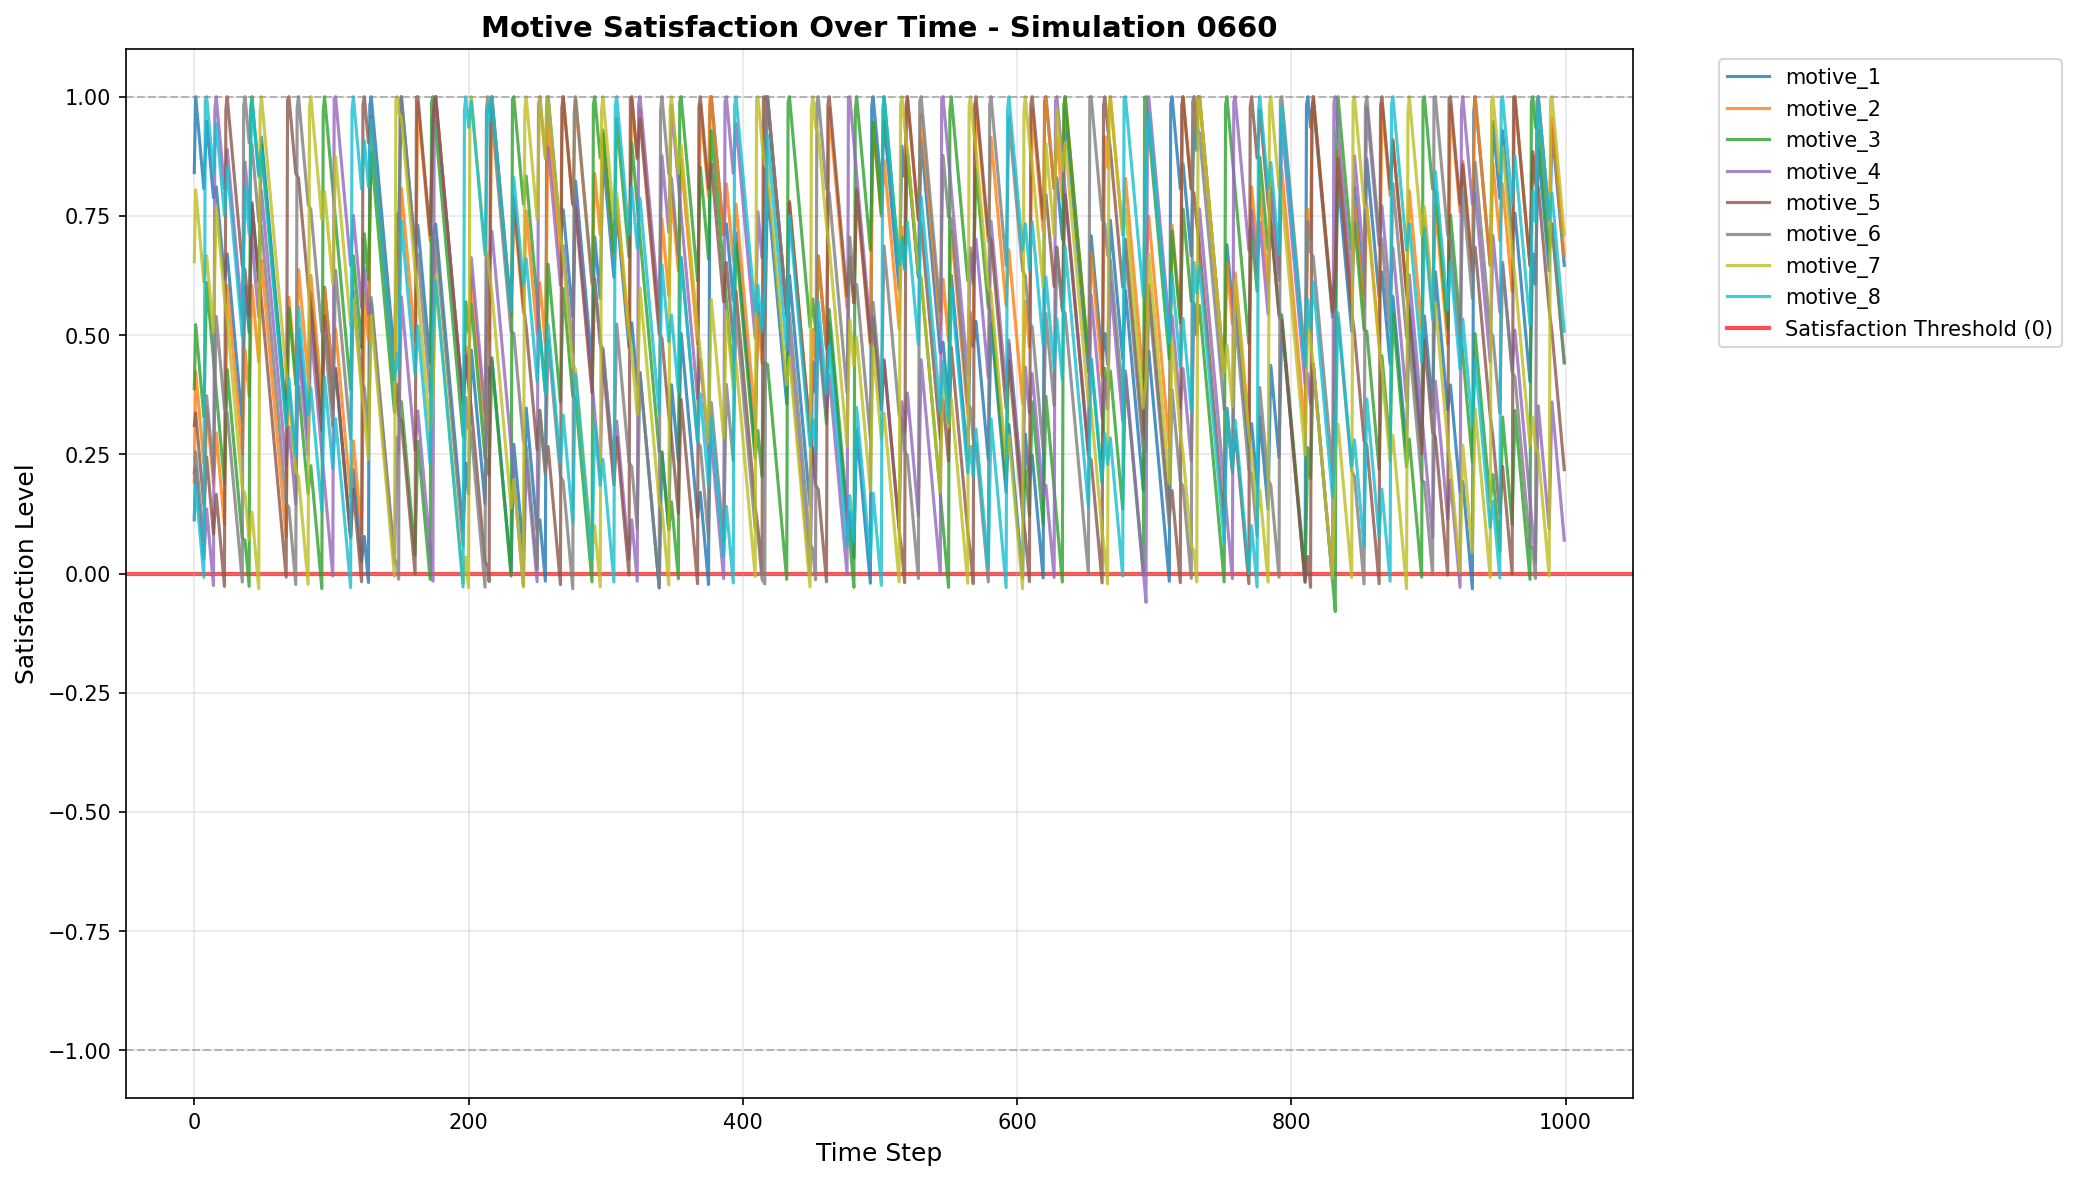 Motive Satisfaction Over Time - Simulation 0660
Satisfaction Level
1.00
0.75
0.50
0.25
0.00
−0.25
−0.50
−0.75
−1.00
0
200
400
600
800
1000
Time Step
motive_1
motive_2
motive_3
motive_4
motive_5
motive_6
motive_7
motive_8
Satisfaction Threshold (0)